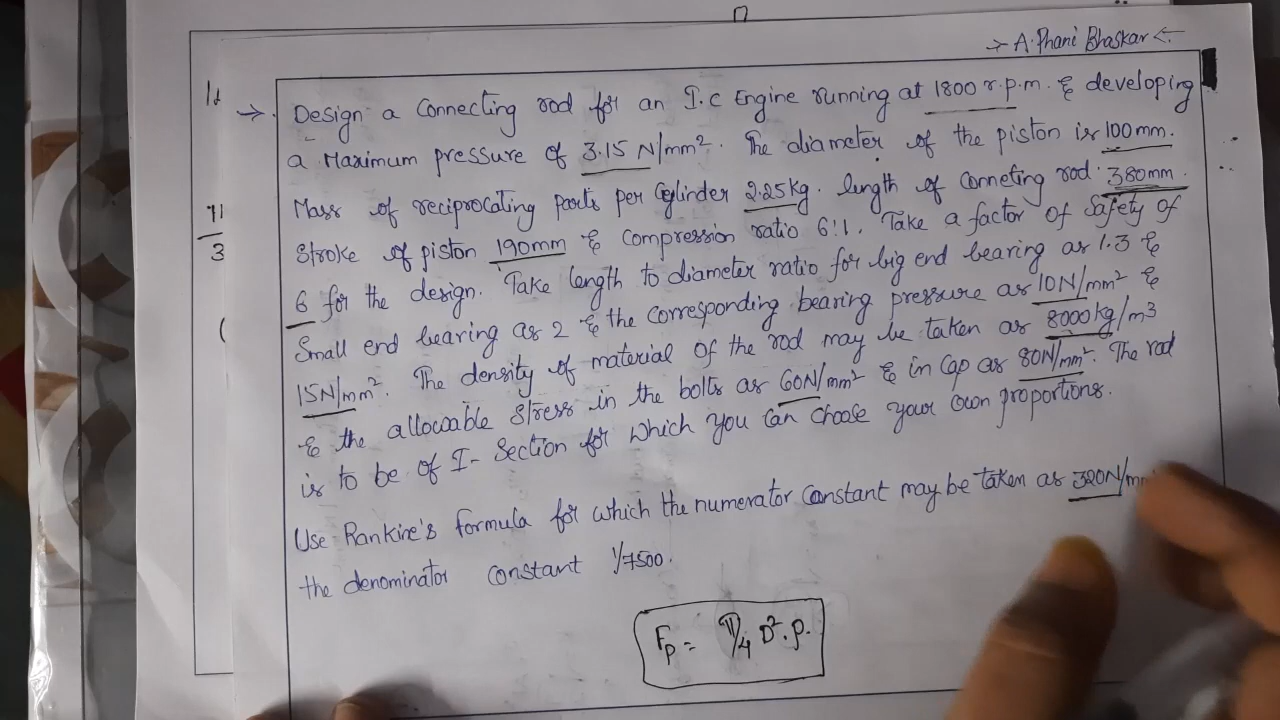 → A. Phani Bhaskar ←.
→. Design a Connecting rod for an I.C Engine running at 1800 r.p.m. & developing
a Maximum pressure of 3.15 N/mm². The diameter of the piston is 100mm.
Mass of reciprocating parts per Cylinder 2.25kg. length of Conneting rod 380mm.
Stroke of piston 190mm & Compression ratio 6:1. Take a factor of Safety of
6 for the design. Take length to diameter ratio for big end bearing as 1.3 &
Small end bearing as 2 & the Corresponding bearing pressure as 10N/mm² &
15N/mm². The density of material of the rod may be taken as 8000kg/m3
& the allowable Stress in the bolts as 60N/mm² & in Cap as 80N/mm². The rod
is to be of I- Section for which you Can Choose your Own proportions.
Use Rankine's formula for which the numerator Constant may be taken as 320N/
the denominator Constant 1/7500.
Fp = π/4 D².p.